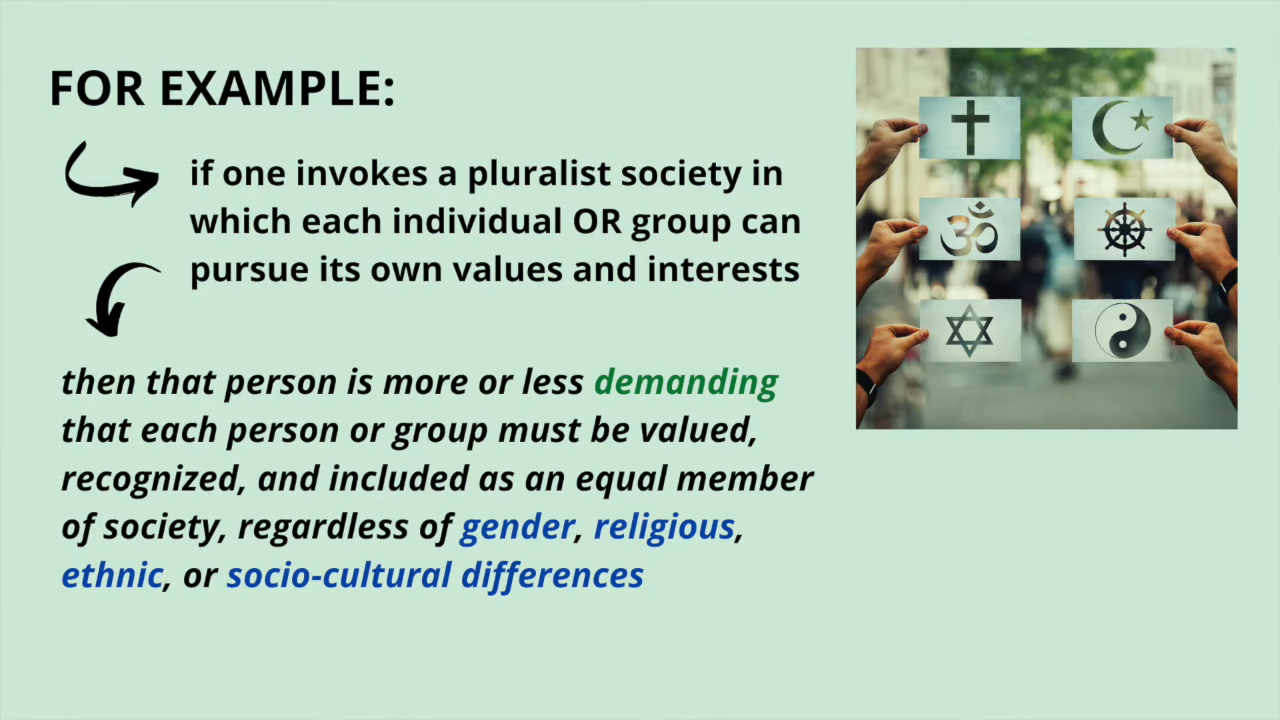 FOR EXAMPLE:
if one invokes a pluralist society in
which each individual OR group can
pursue its own values and interests
then that person is more or less demanding
that each person or group must be valued,
recognized, and included as an equal member
of society, regardless of gender, religious,
ethnic, or socio-cultural differences